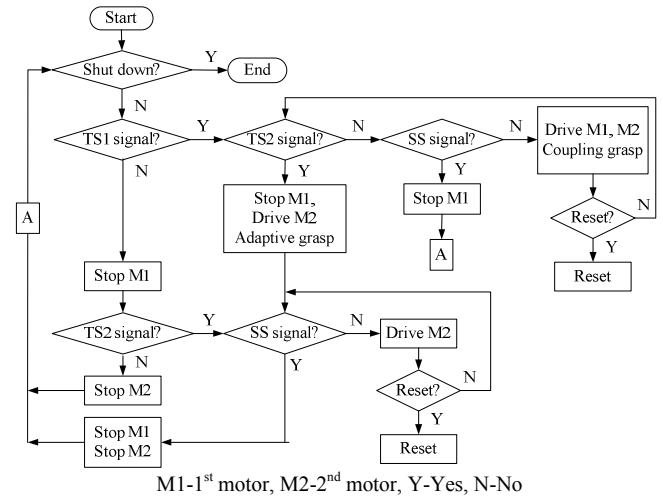 Start
Shut down?
Y
End
N
TS1 signal?
Y
TS2 signal?
N
SS signal?
N
Drive M1, M2
Coupling grasp
N
Y
Y
Stop M1,
Drive M2
Adaptive grasp
Stop M1
Reset?
N
A
A
Y
Reset
Stop M1
TS2 signal?
Y
SS signal?
N
Drive M2
N
Y
Stop M2
Reset?
N
Y
Stop M1
Stop M2
Reset
M1-1st motor, M2-2nd motor, Y-Yes, N-No